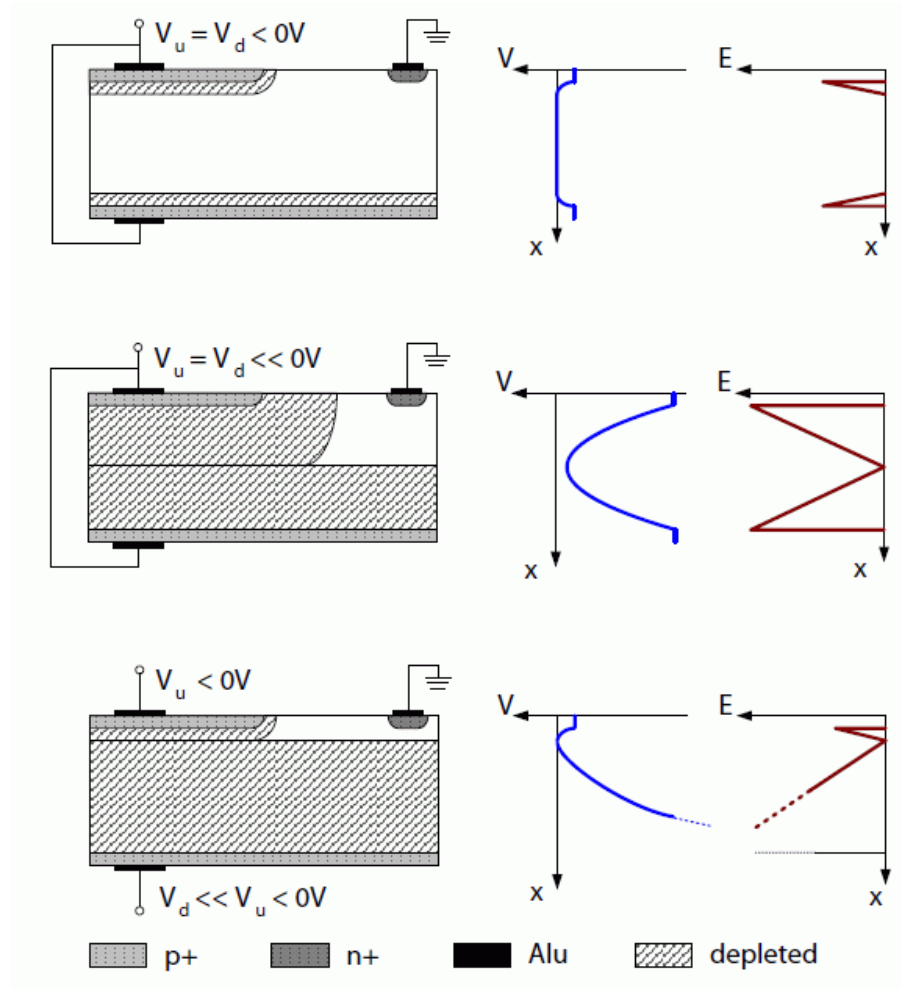 V_u = V_d < 0V
V E
x x
V_u = V_d << 0V
V E
x x
V_u < 0V
V E
x x
V_d << V_u < 0V
p+ n+ Alu depleted